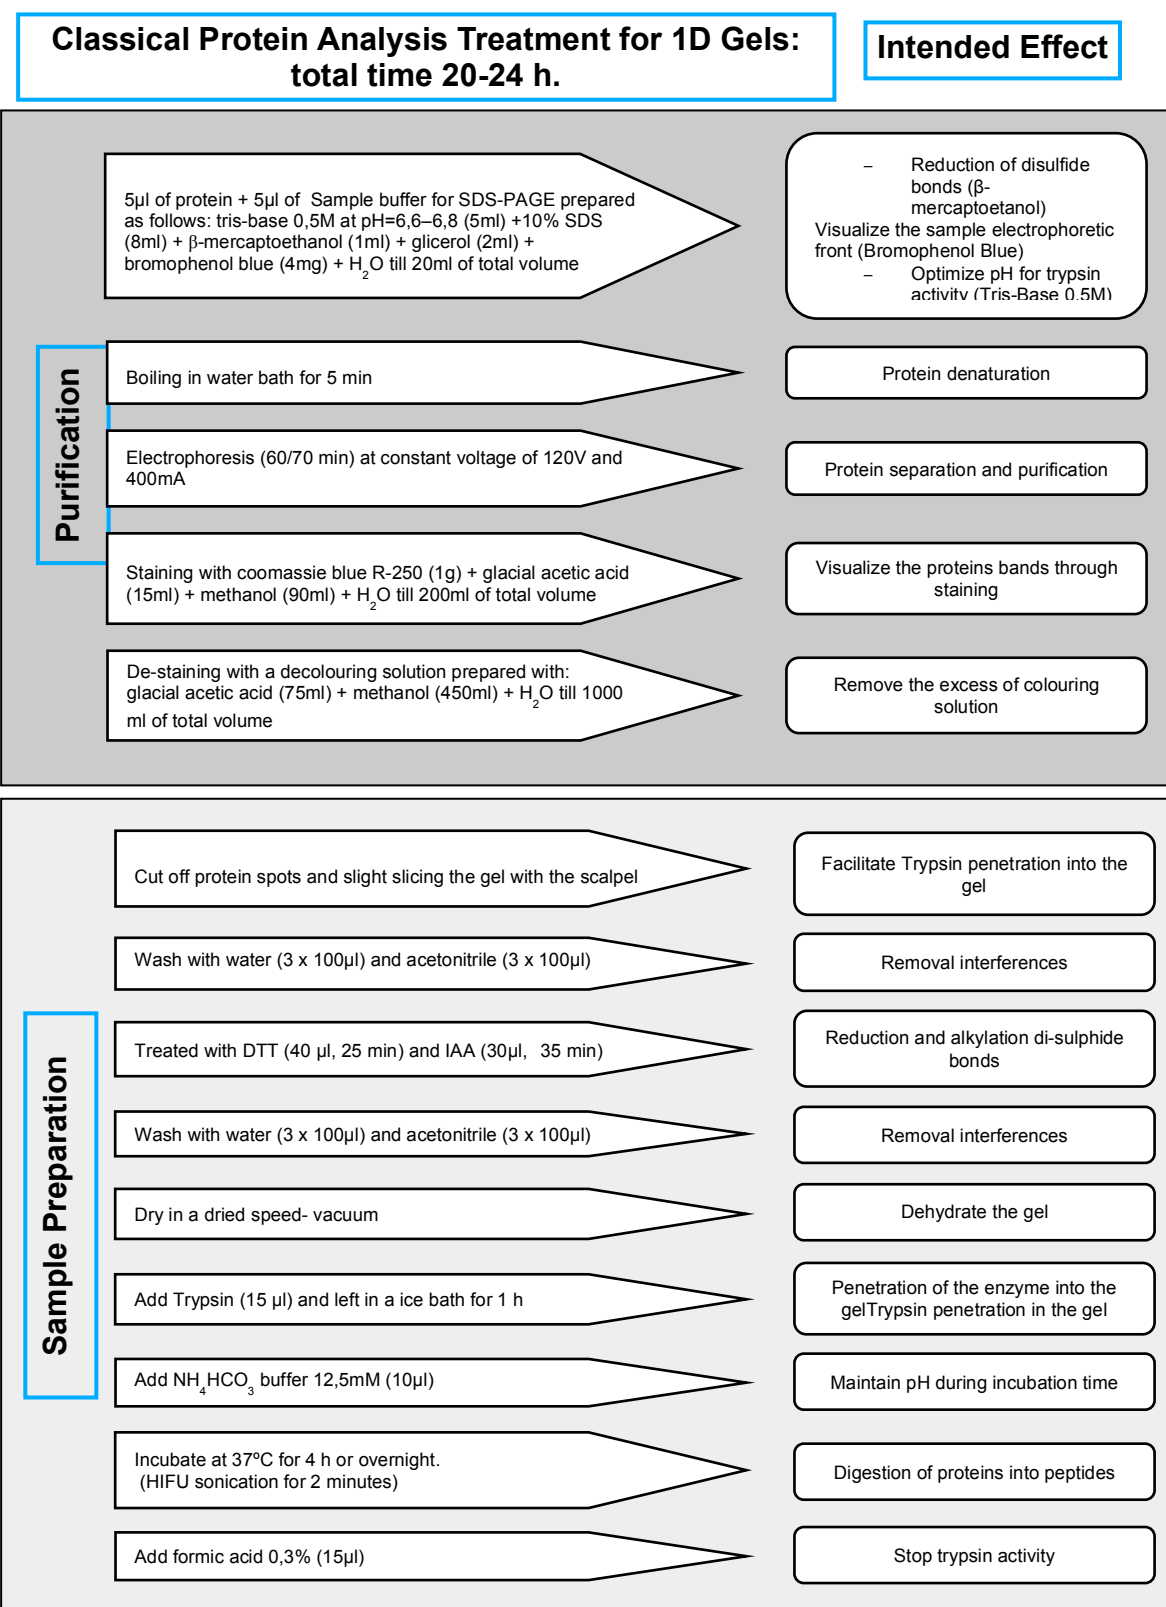 Classical Protein Analysis Treatment for 1D Gels:
total time 20-24 h.
Intended Effect
Purification
5µl of protein + 5µl of Sample buffer for SDS-PAGE prepared
as follows: tris-base 0,5M at pH=6,6–6,8 (5ml) +10% SDS
(8ml) + β-mercaptoethanol (1ml) + glicerol (2ml) +
bromophenol blue (4mg) + H2O till 20ml of total volume
– Reduction of disulfide
bonds (β-
mercaptoetanol)
Visualize the sample electrophoretic
front (Bromophenol Blue)
– Optimize pH for trypsin
activity (Tris-Base 0,5M)
Boiling in water bath for 5 min
Protein denaturation
Electrophoresis (60/70 min) at constant voltage of 120V and
400mA
Protein separation and purification
Staining with coomassie blue R-250 (1g) + glacial acetic acid
(15ml) + methanol (90ml) + H2O till 200ml of total volume
Visualize the proteins bands through
staining
De-staining with a decolouring solution prepared with:
glacial acetic acid (75ml) + methanol (450ml) + H2O till 1000
ml of total volume
Remove the excess of colouring
solution
Sample Preparation
Cut off protein spots and slight slicing the gel with the scalpel
Facilitate Trypsin penetration into the
gel
Wash with water (3 x 100µl) and acetonitrile (3 x 100µl)
Removal interferences
Treated with DTT (40 µl, 25 min) and IAA (30µl, 35 min)
Reduction and alkylation di-sulphide
bonds
Wash with water (3 x 100µl) and acetonitrile (3 x 100µl)
Removal interferences
Dry in a dried speed- vacuum
Dehydrate the gel
Add Trypsin (15 µl) and left in a ice bath for 1 h
Penetration of the enzyme into the
gelTrypsin penetration in the gel
Add NH4HCO3 buffer 12,5mM (10µl)
Maintain pH during incubation time
Incubate at 37ºC for 4 h or overnight.
(HIFU sonication for 2 minutes)
Digestion of proteins into peptides
Add formic acid 0,3% (15µl)
Stop trypsin activity